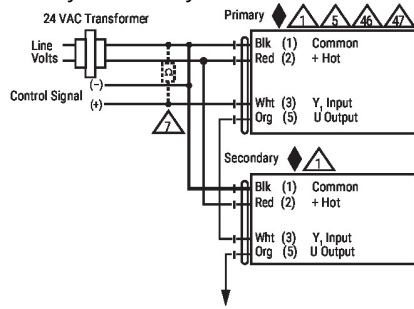 24 VAC Transformer
Primary 1 5 46 47
Line
Volts
Blk (1) Common
Red (2) + Hot
(-)
Control Signal
(+)
Ω
Wht (3) Y1 Input
Org (5) U Output
7
Secondary 1
Blk (1) Common
Red (2) + Hot
Wht (3) Y1 Input
Org (5) U Output